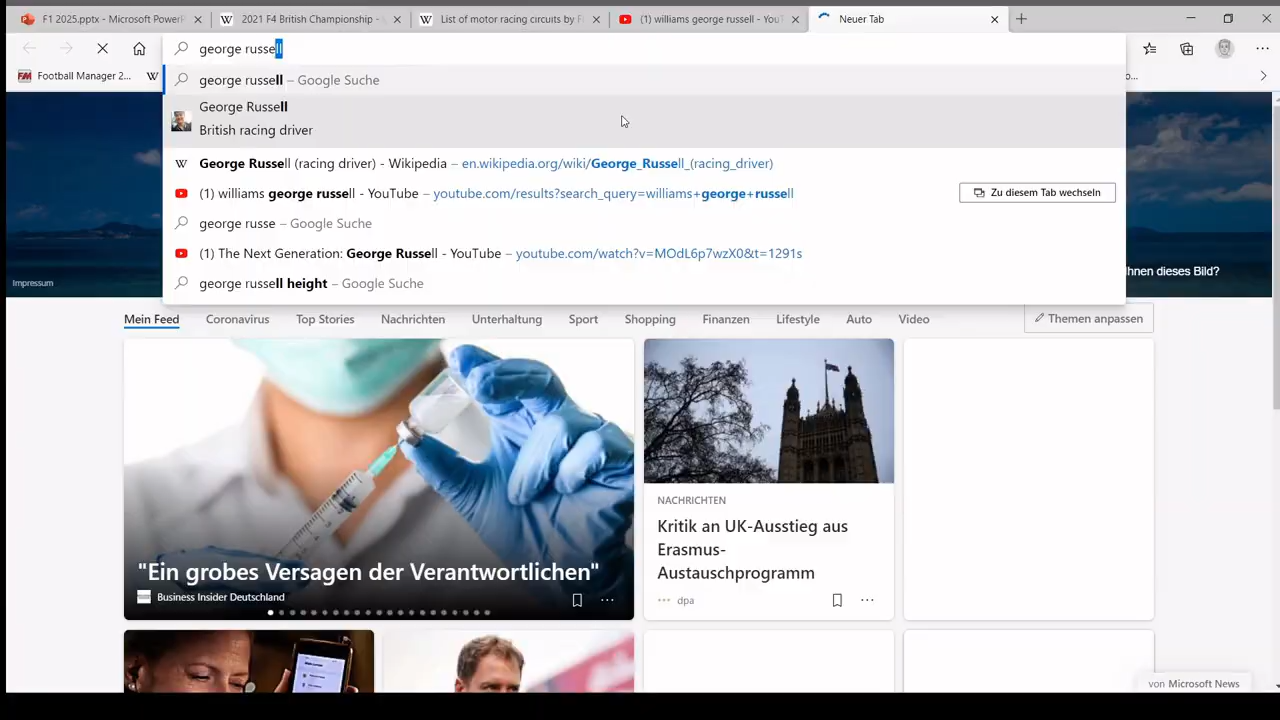 F1 2025.pptx - Microsoft PowerP
2021 F4 British Championship -
List of motor racing circuits by F
(1) williams george russell - You
Neuer Tab
george russell
Football Manager 2...
george russell – Google Suche
George Russell
British racing driver
George Russell (racing driver) - Wikipedia – en.wikipedia.org/wiki/George_Russell_(racing_driver)
(1) williams george russell - YouTube – youtube.com/results?search_query=williams+george+russell
Zu diesem Tab wechseln
george russe – Google Suche
(1) The Next Generation: George Russell - YouTube – youtube.com/watch?v=MOdL6p7wzX0&t=1291s
george russell height – Google Suche
Impressum
Ihnen dieses Bild?
Mein Feed
Coronavirus
Top Stories
Nachrichten
Unterhaltung
Sport
Shopping
Finanzen
Lifestyle
Auto
Video
Themen anpassen
"Ein grobes Versagen der Verantwortlichen"
Business Insider Deutschland
NACHRICHTEN
Kritik an UK-Ausstieg aus
Erasmus-
Austauschprogramm
dpa
von Microsoft News